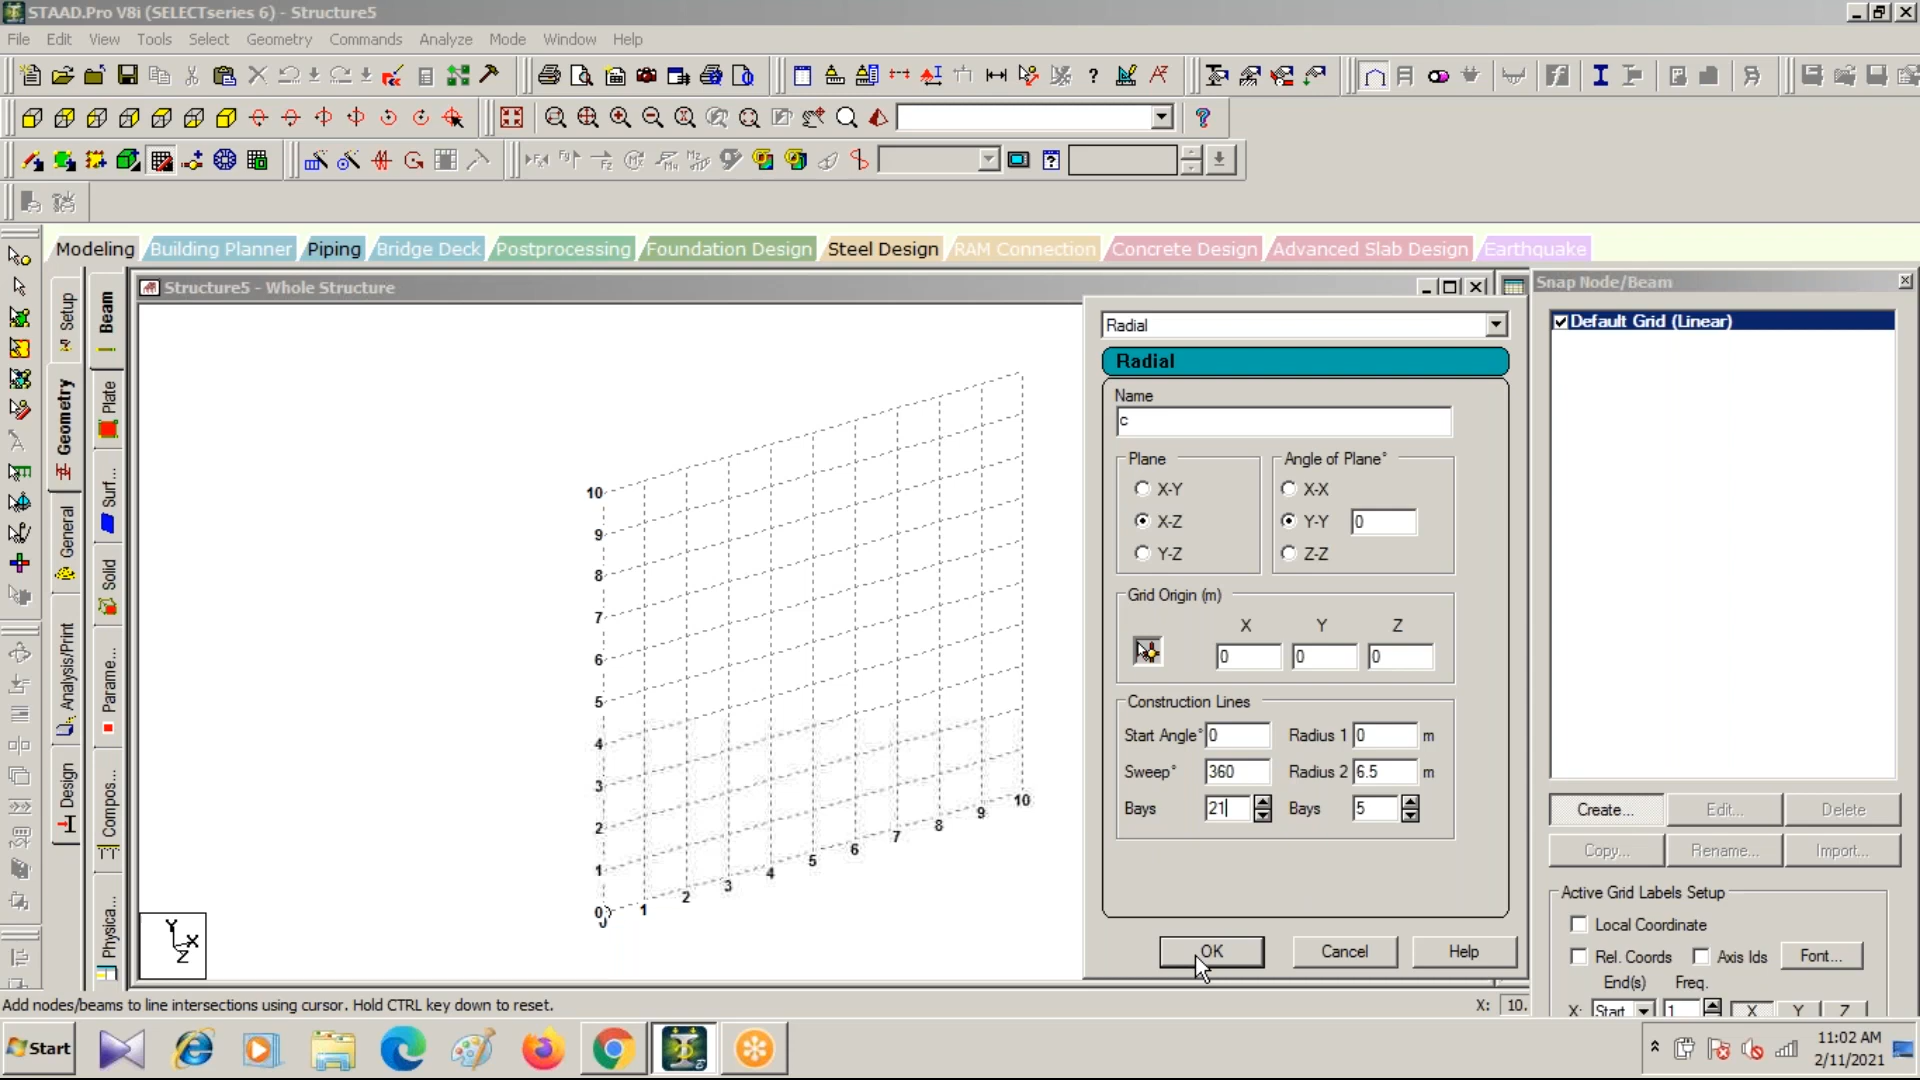 STAAD.Pro V8i (SELECTseries 6) - Structure5
File Edit View Tools Select Geometry Commands Analyze Mode Window Help
Modeling Building Planner Piping Bridge Deck Postprocessing Foundation Design Steel Design RAM Connection Concrete Design Advanced Slab Design Earthquake
Setup
Geometry
General
Analysis/Print
Design
Beam
Plate
Surf...
Solid
Parame...
Compos...
Physica...
Structure5 - Whole Structure
10
9
8
7
6
5
4
3
2
1
0
1 2 3 4 5 6 7 8 9 10
Y
X
Z
Radial
Radial
Name
c
Plane
X-Y
X-Z
Y-Z
Angle of Plane°
X-X
Y-Y 0
Z-Z
Grid Origin (m)
X Y Z
0 0 0
Construction Lines
Start Angle° 0 Radius 1 0 m
Sweep° 360 Radius 2 6.5 m
Bays 21 Bays 5
OK Cancel Help
Snap Node/Beam
Default Grid (Linear)
Create... Edit... Delete
Copy... Rename... Import...
Active Grid Labels Setup
Local Coordinate
Rel. Coords Axis Ids Font...
End(s) Freq.
X: Start 1 X Y Z
Add nodes/beams to line intersections using cursor. Hold CTRL key down to reset.
X: 10.
Start
11:02 AM
2/11/2021